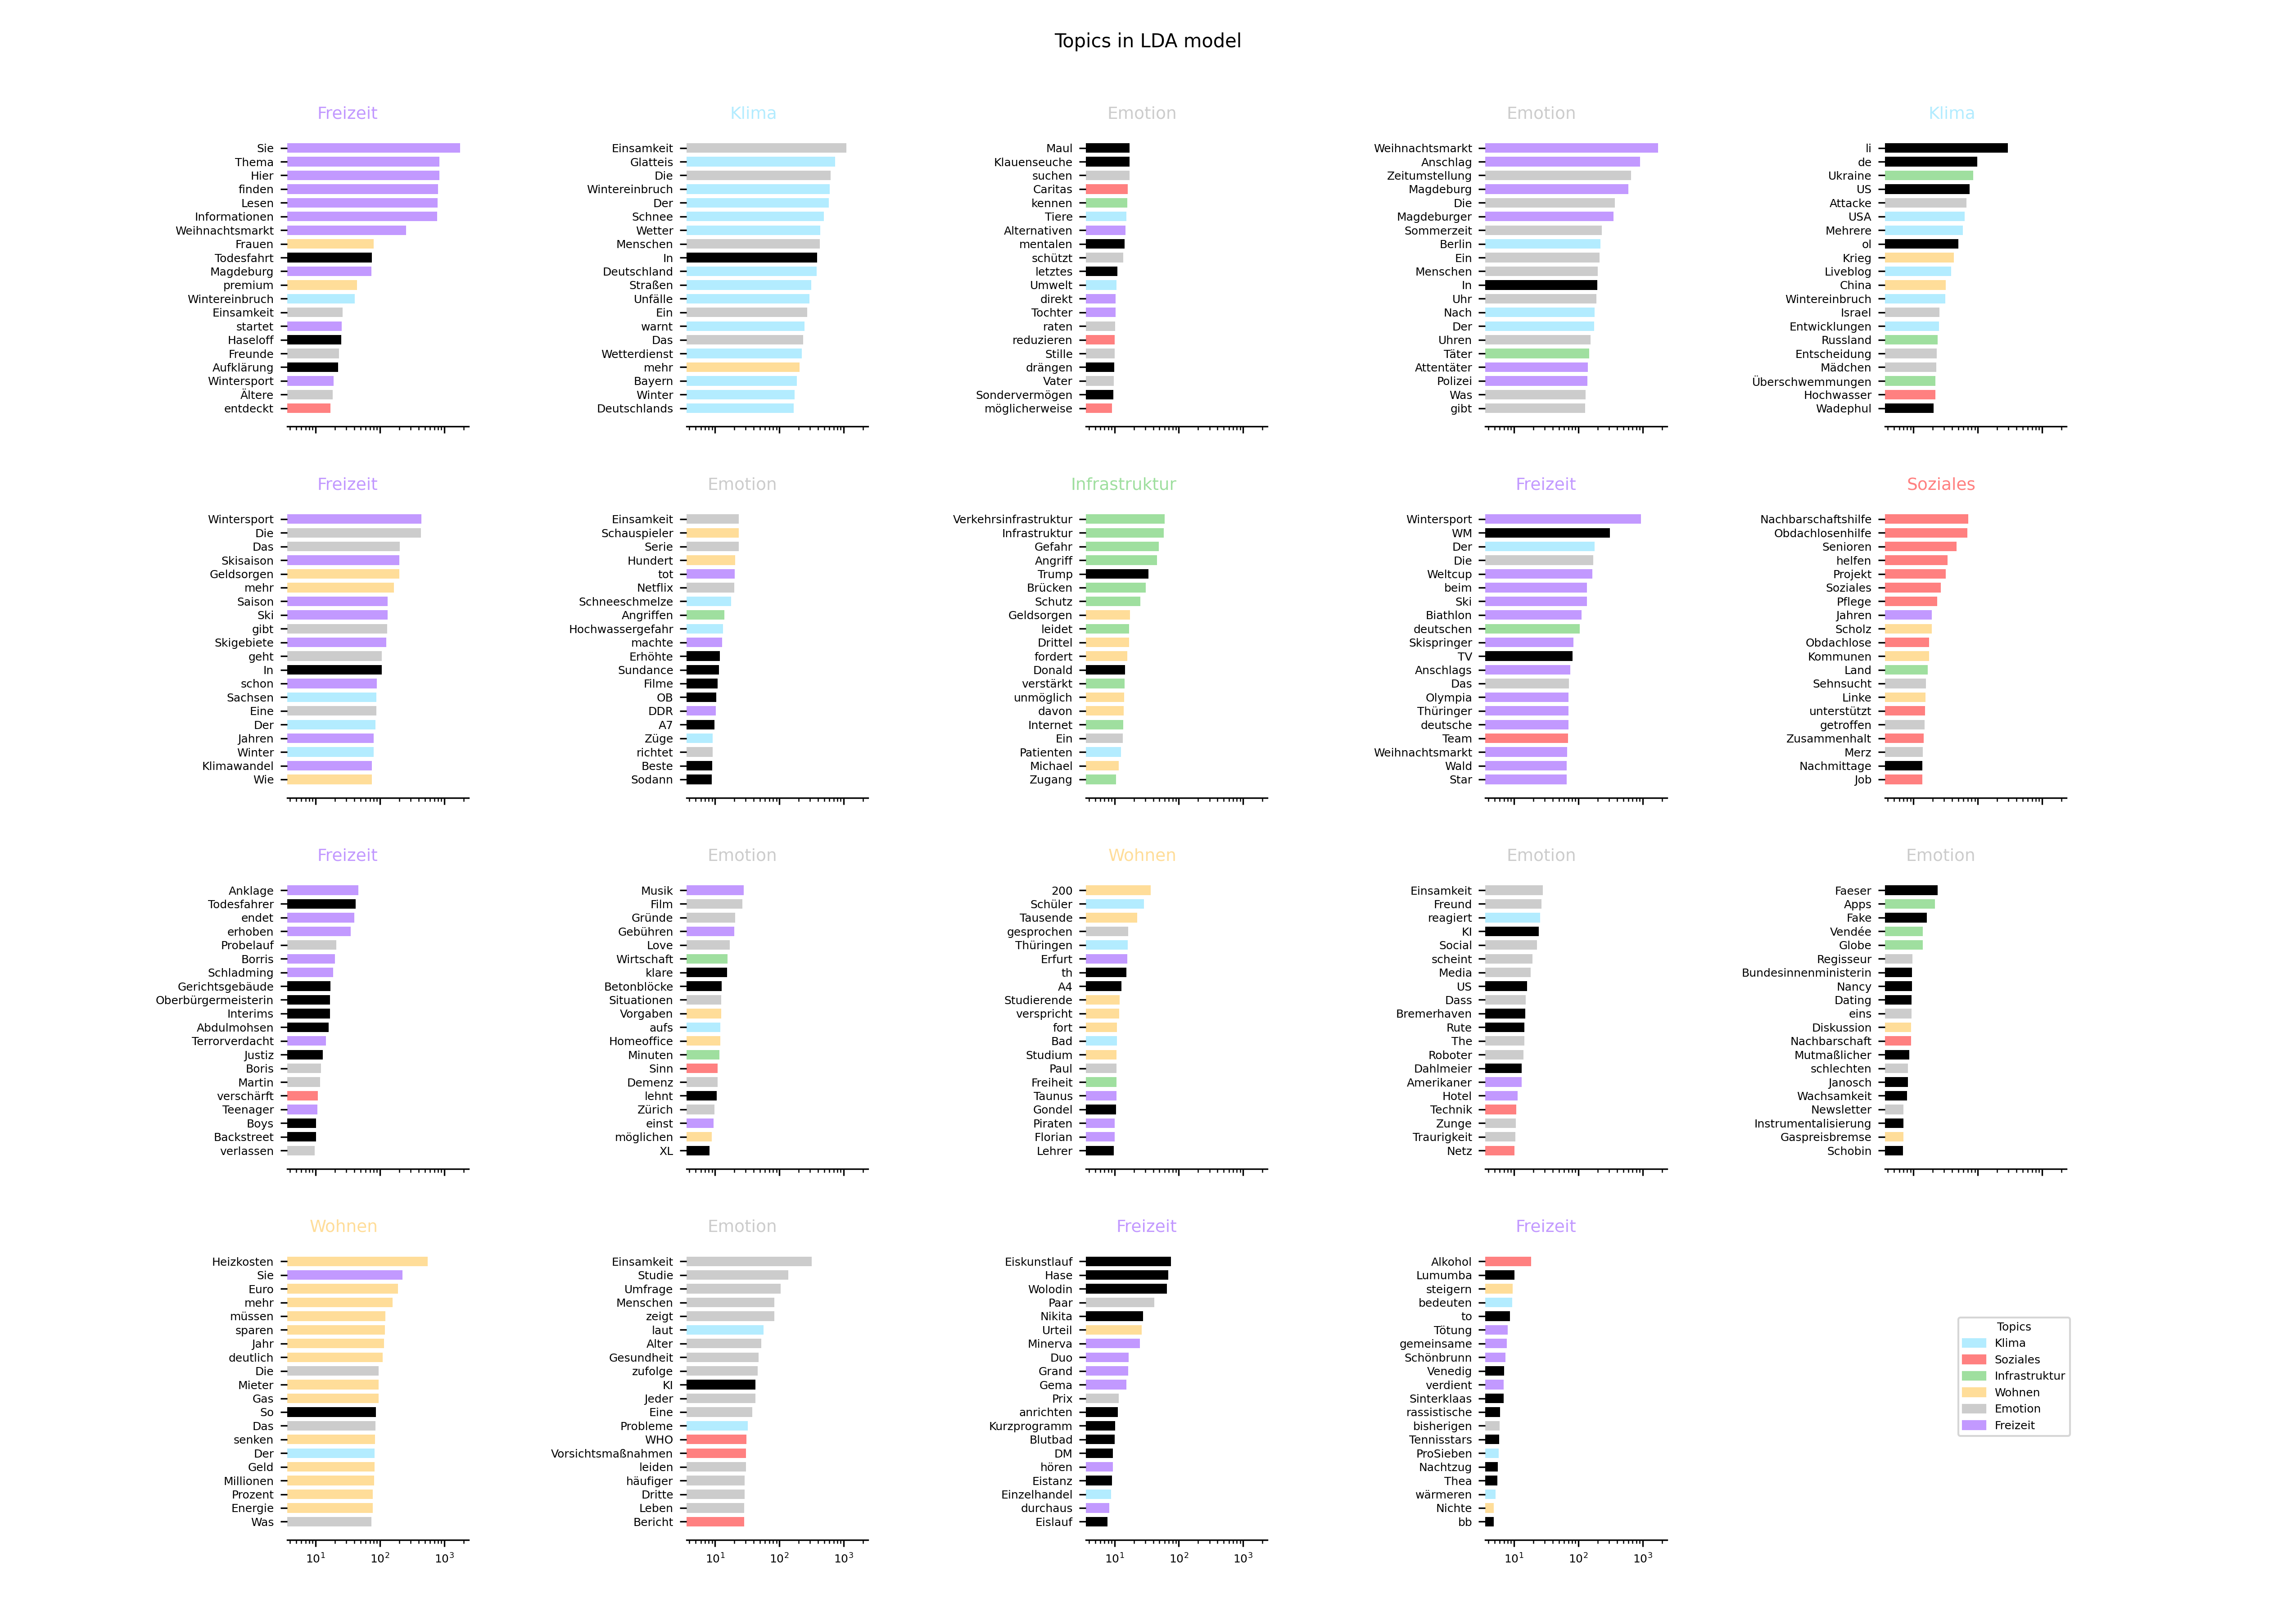 Topics in LDA model
Freizeit
Sie
Thema
Hier
finden
Lesen
Informationen
Weihnachtsmarkt
Frauen
Todesfahrt
Magdeburg
premium
Wintereinbruch
Einsamkeit
startet
Haseloff
Freunde
Aufklärung
Wintersport
Ältere
entdeckt
Klima
Einsamkeit
Glatteis
Die
Wintereinbruch
Der
Schnee
Wetter
Menschen
In
Deutschland
Straßen
Unfälle
Ein
warnt
Das
Wetterdienst
mehr
Bayern
Winter
Deutschlands
Emotion
Maul
Klauenseuche
suchen
Caritas
kennen
Tiere
Alternativen
mentalen
schützt
letztes
Umwelt
direkt
Tochter
raten
reduzieren
Stille
drängen
Vater
Sondervermögen
möglicherweise
Emotion
Weihnachtsmarkt
Anschlag
Zeitumstellung
Magdeburg
Die
Magdeburger
Sommerzeit
Berlin
Ein
Menschen
In
Uhr
Nach
Der
Uhren
Täter
Attentäter
Polizei
Was
gibt
Klima
li
de
Ukraine
US
Attacke
USA
Mehrere
ol
Krieg
Liveblog
China
Wintereinbruch
Israel
Entwicklungen
Russland
Entscheidung
Mädchen
Überschwemmungen
Hochwasser
Wadephul
Freizeit
Wintersport
Die
Das
Skisaison
Geldsorgen
mehr
Saison
Ski
gibt
Skigebiete
geht
In
schon
Sachsen
Eine
Der
Jahren
Winter
Klimawandel
Wie
Emotion
Einsamkeit
Schauspieler
Serie
Hundert
tot
Netflix
Schneeschmelze
Angriffen
Hochwassergefahr
machte
Erhöhte
Sundance
Filme
OB
DDR
A7
Züge
richtet
Beste
Sodann
Infrastruktur
Verkehrsinfrastruktur
Infrastruktur
Gefahr
Angriff
Trump
Brücken
Schutz
Geldsorgen
leidet
Drittel
fordert
Donald
verstärkt
unmöglich
davon
Internet
Ein
Patienten
Michael
Zugang
Freizeit
Wintersport
WM
Der
Die
Weltcup
beim
Ski
Biathlon
deutschen
Skispringer
TV
Anschlags
Das
Olympia
Thüringer
deutsche
Team
Weihnachtsmarkt
Wald
Star
Soziales
Nachbarschaftshilfe
Obdachlosenhilfe
Senioren
helfen
Projekt
Soziales
Pflege
Jahren
Scholz
Obdachlose
Kommunen
Land
Sehnsucht
Linke
unterstützt
getroffen
Zusammenhalt
Merz
Nachmittage
Job
Freizeit
Anklage
Todesfahrer
endet
erhoben
Probelauf
Borris
Schladming
Gerichtsgebäude
Oberbürgermeisterin
Interims
Abdulmohsen
Terrorverdacht
Justiz
Boris
Martin
verschärft
Teenager
Boys
Backstreet
verlassen
Emotion
Musik
Film
Gründe
Gebühren
Love
Wirtschaft
klare
Betonblöcke
Situationen
Vorgaben
aufs
Homeoffice
Minuten
Sinn
Demenz
lehnt
Zürich
einst
möglichen
XL
Wohnen
200
Schüler
Tausende
gesprochen
Thüringen
Erfurt
th
A4
Studierende
verspricht
fort
Bad
Studium
Paul
Freiheit
Taunus
Gondel
Piraten
Florian
Lehrer
Emotion
Einsamkeit
Freund
reagiert
KI
Social
scheint
Media
US
Dass
Bremerhaven
Rute
The
Roboter
Dahlmeier
Amerikaner
Hotel
Technik
Zunge
Traurigkeit
Netz
Emotion
Faeser
Apps
Fake
Vendée
Globe
Regisseur
Bundesinnenministerin
Nancy
Dating
eins
Diskussion
Nachbarschaft
Mutmaßlicher
schlechten
Janosch
Wachsamkeit
Newsletter
Instrumentalisierung
Gaspreisbremse
Schobin
Wohnen
Heizkosten
Sie
Euro
mehr
müssen
sparen
Jahr
deutlich
Die
Mieter
Gas
So
Das
senken
Der
Geld
Millionen
Prozent
Energie
Was
10¹ 10² 10³
Emotion
Einsamkeit
Studie
Umfrage
Menschen
zeigt
laut
Alter
Gesundheit
zufolge
KI
Jeder
Eine
Probleme
WHO
Vorsichtsmaßnahmen
leiden
häufiger
Dritte
Leben
Bericht
10¹ 10² 10³
Freizeit
Eiskunstlauf
Hase
Wolodin
Paar
Nikita
Urteil
Minerva
Duo
Grand
Gema
Prix
anrichten
Kurzprogramm
Blutbad
DM
hören
Eistanz
Einzelhandel
durchaus
Eislauf
10¹ 10² 10³
Freizeit
Alkohol
Lumumba
steigern
bedeuten
to
Tötung
gemeinsame
Schönbrunn
Venedig
verdient
Sinterklaas
rassistische
bisherigen
Tennisstars
ProSieben
Nachtzug
Thea
wärmeren
Nichte
bb
10¹ 10² 10³
Topics
Klima
Soziales
Infrastruktur
Wohnen
Emotion
Freizeit